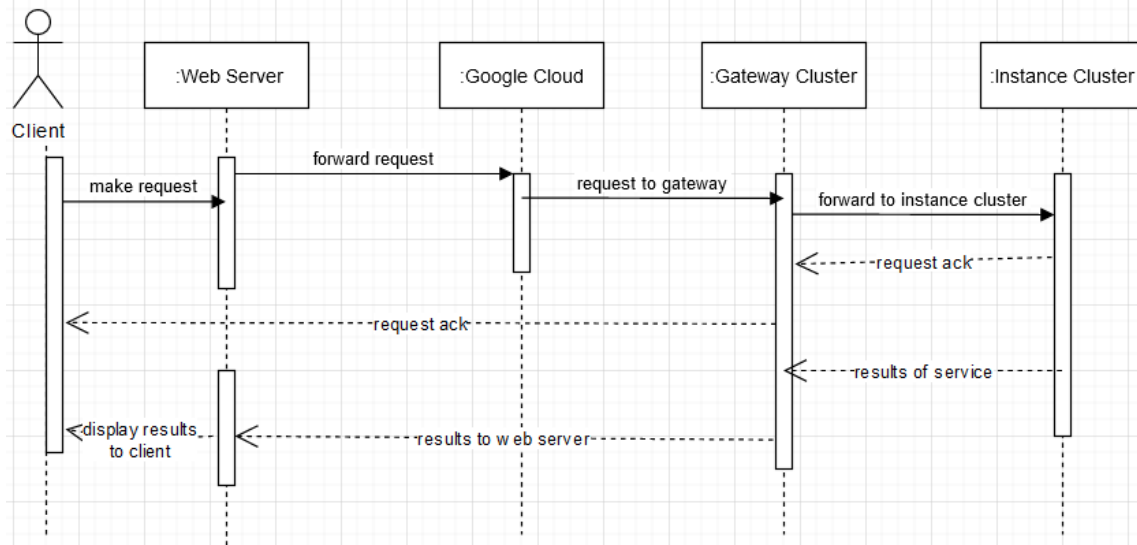 :Web Server
:Google Cloud
:Gateway Cluster
:Instance Cluster
Client
forward request
make request
request to gateway
forward to instance cluster
request ack
request ack
results of service
display results
to client
results to web server